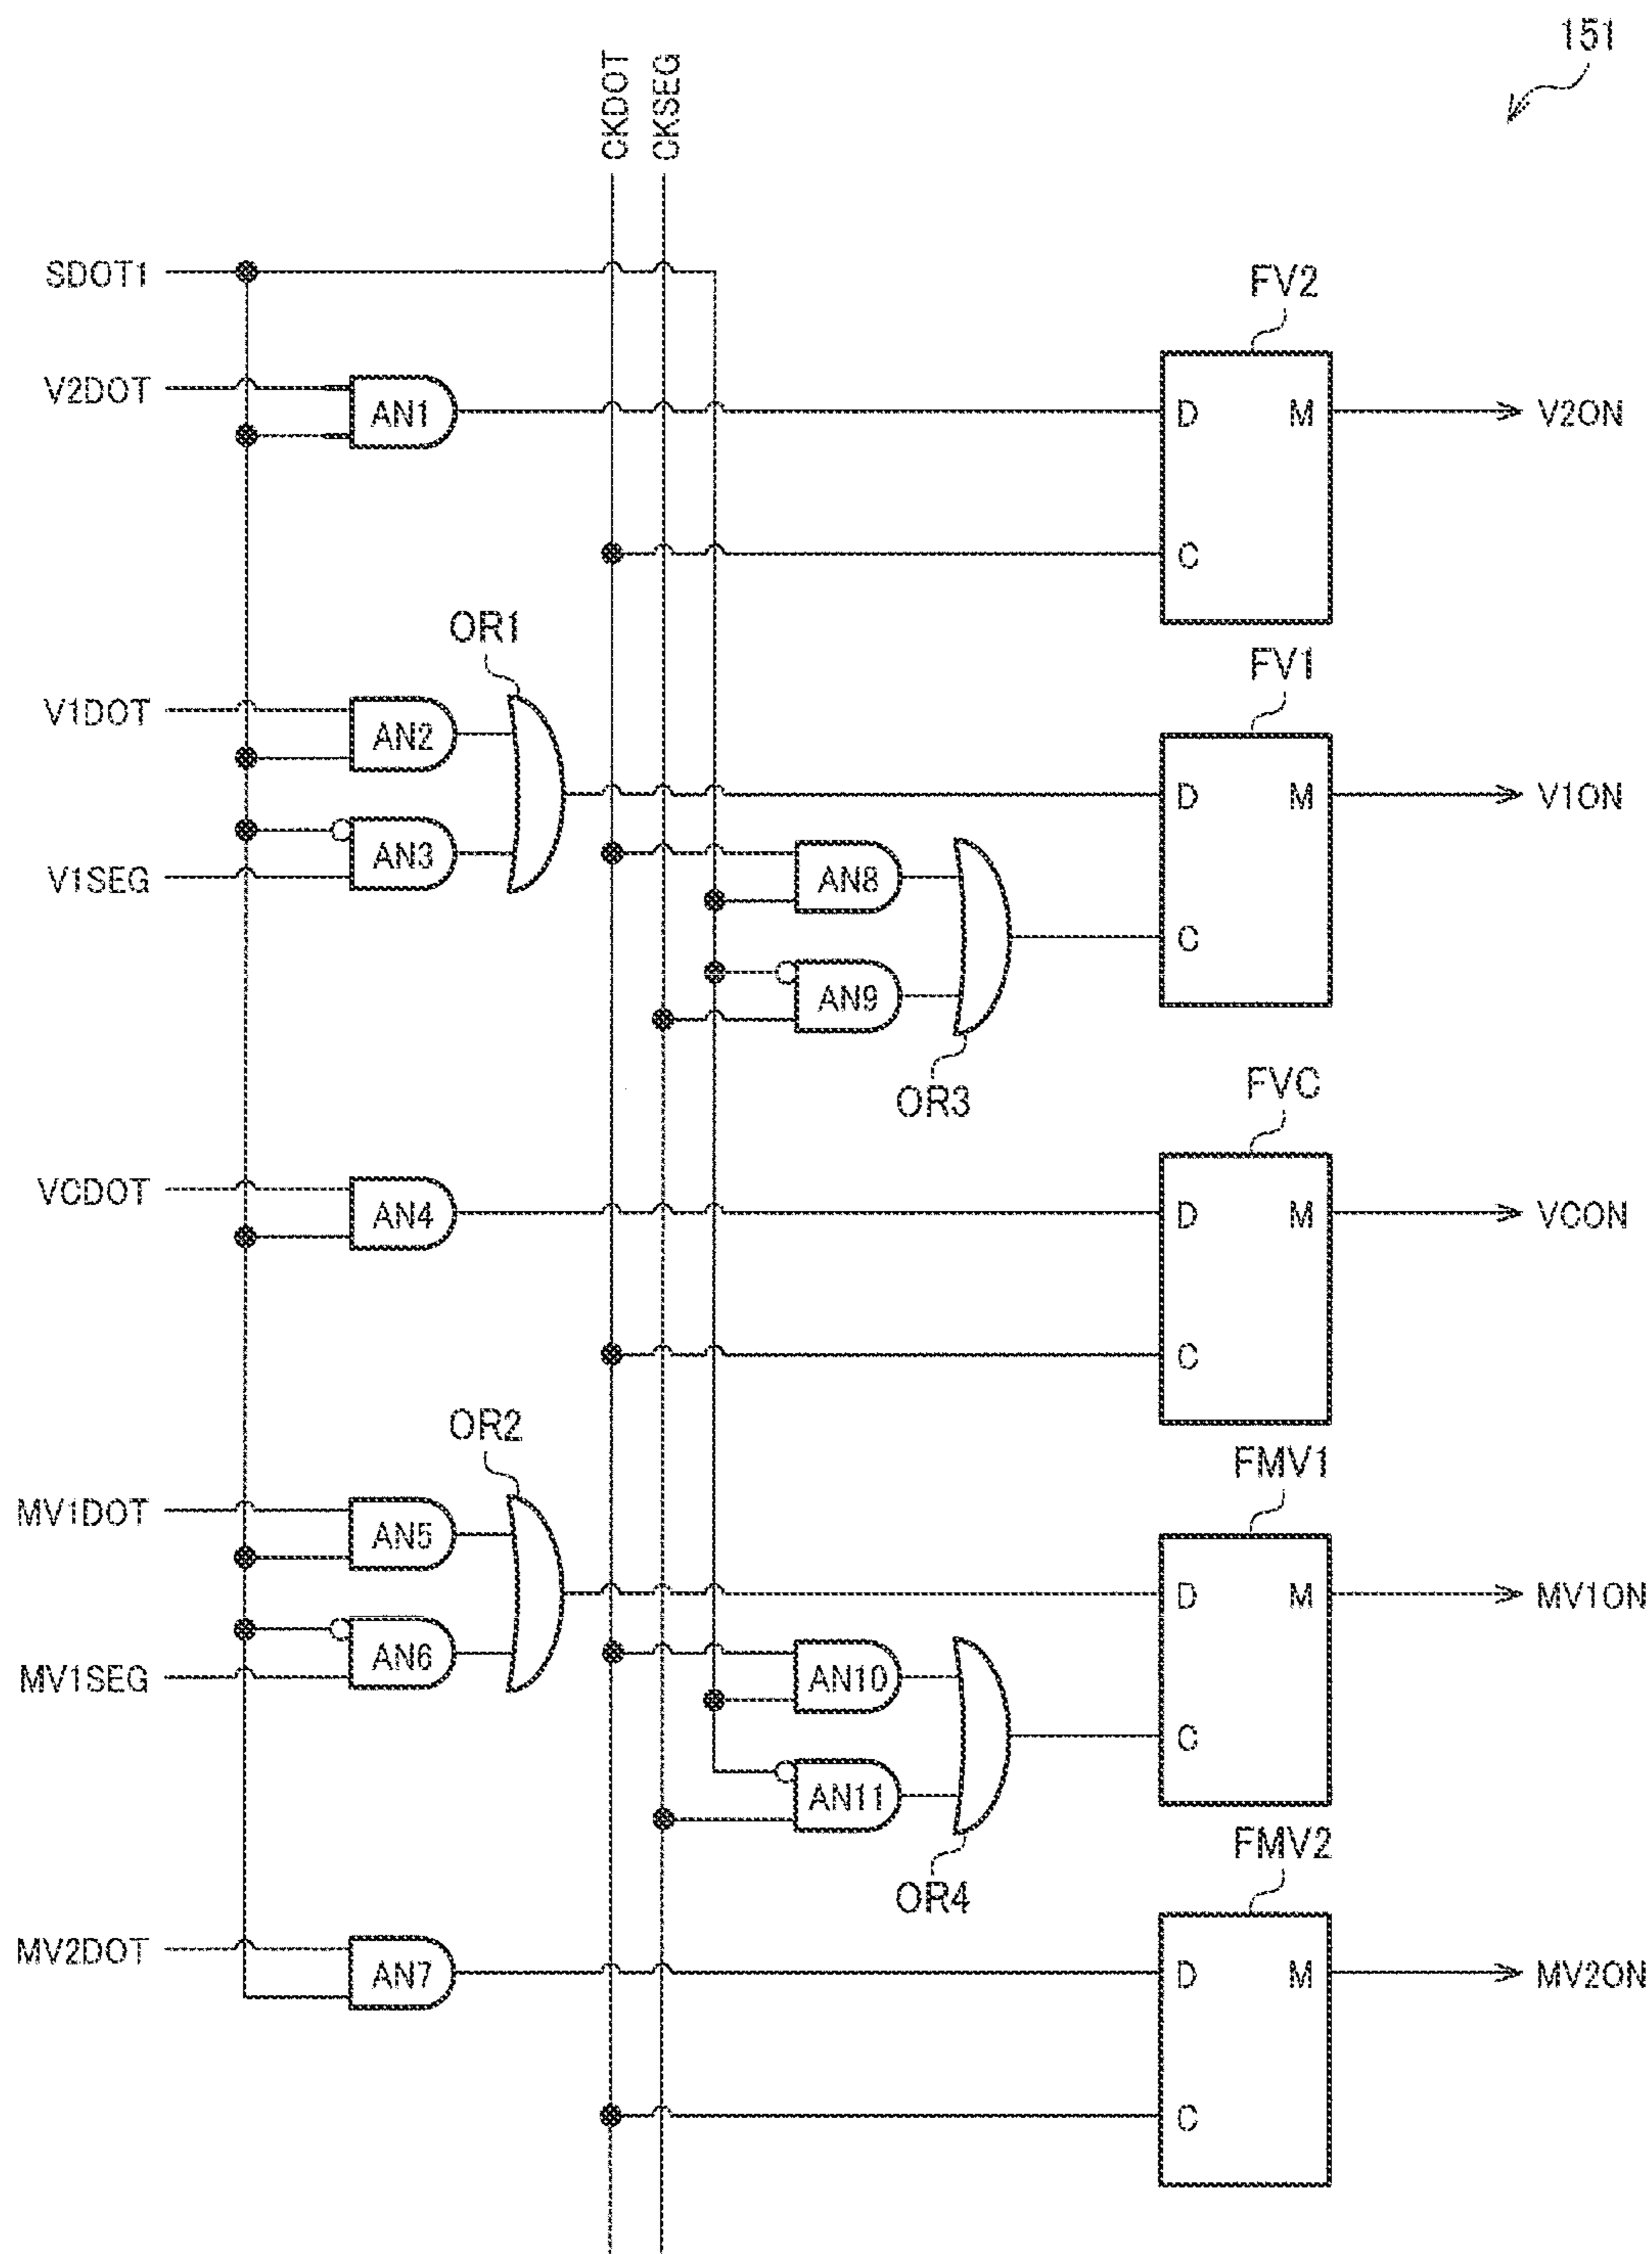 151
CKDOT
CKSEG
SDOT1
FV2
V2DOT
AN1
D
M
V2ON
C
OR1
FV1
V1DOT
AN2
D
M
V1ON
AN3
V1SEG
AN8
C
AN9
OR3
FVC
VCDOT
AN4
D
M
VCON
C
OR2
FMV1
MV1DOT
AN5
D
M
MV1ON
AN6
MV1SEG
AN10
C
AN11
FMV2
OR4
MV2DOT
AN7
D
M
MV2ON
C